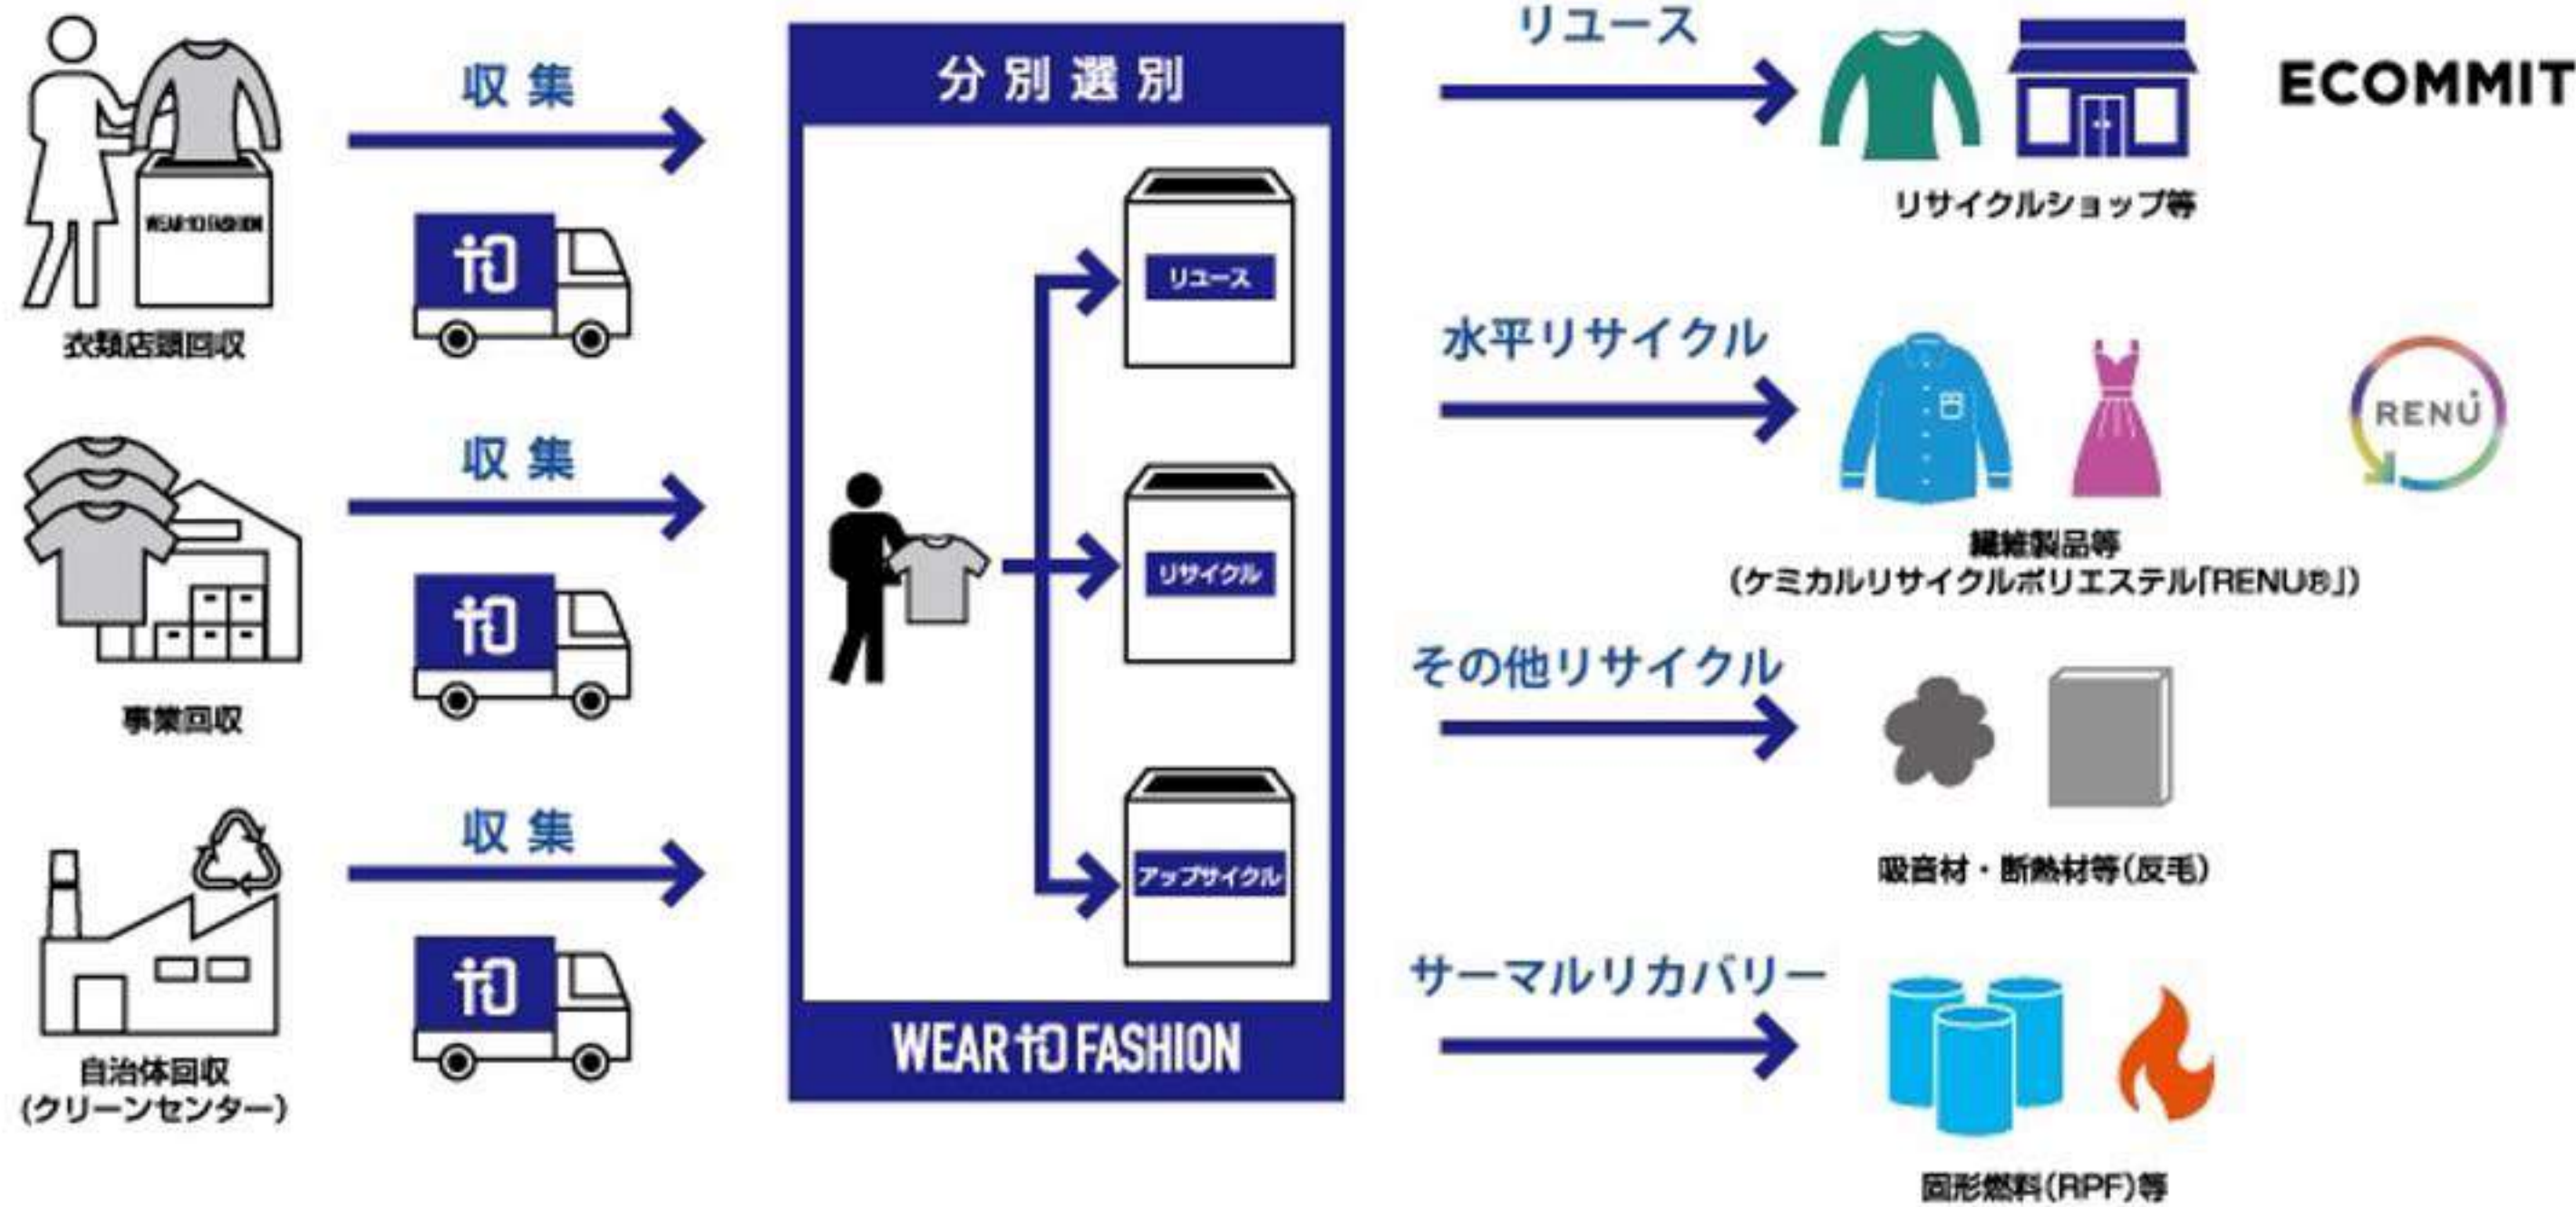 収集
衣類店頭回収
WEAR to FASHION
to
収集
事業回収
to
収集
自治体回収
(クリーンセンター)
to
分別選別
リユース
リサイクル
アップサイクル
WEAR to FASHION
リユース
リサイクルショップ等
ECOMMIT
水平リサイクル
RENU
繊維製品等
(ケミカルリサイクルポリエステル「RENU®」)
その他リサイクル
吸音材・断熱材等(反毛)
サーマルリカバリー
固形燃料(RPF)等